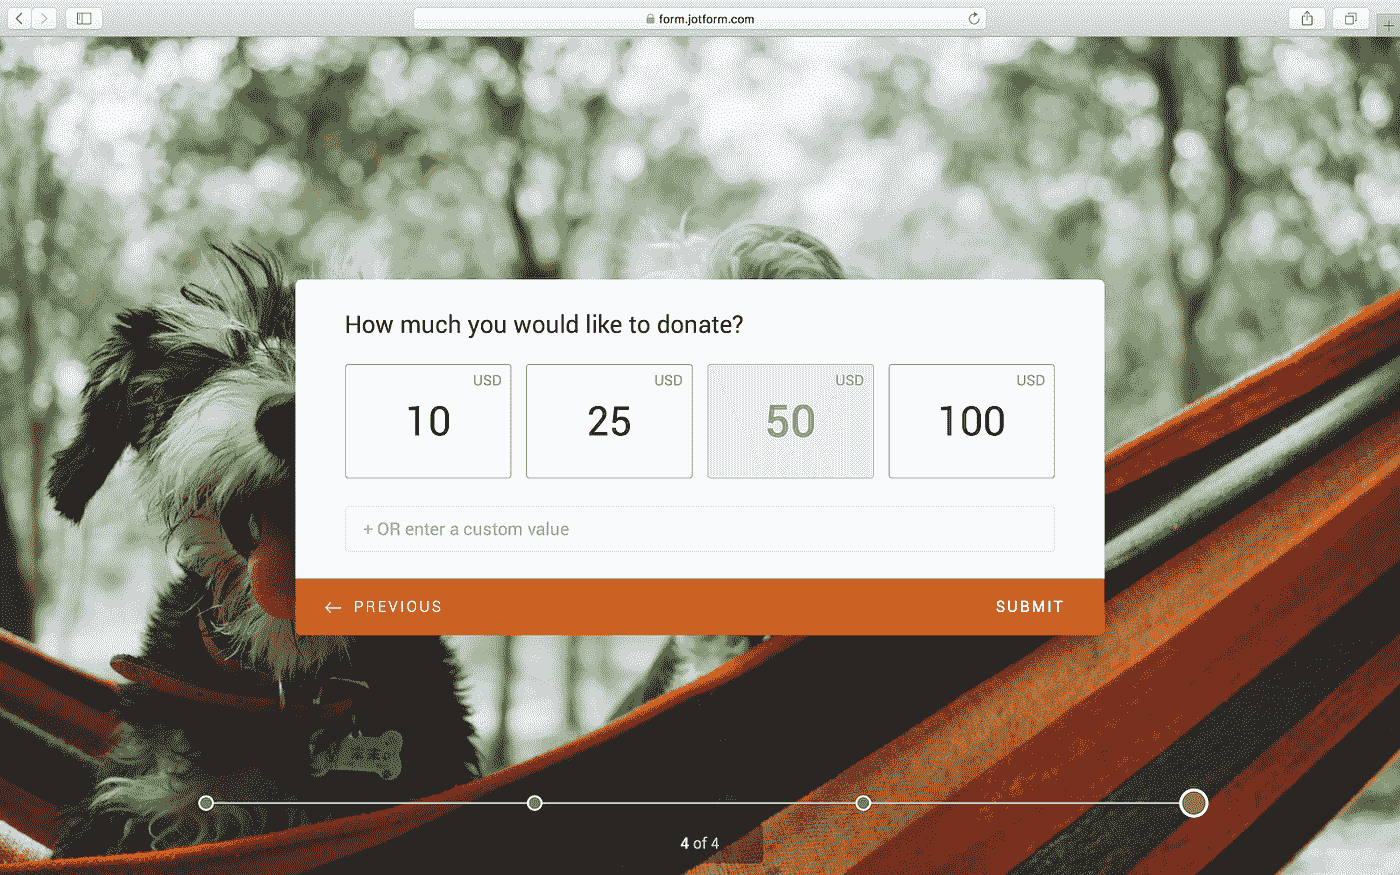 form.jotform.com
How much you would like to donate?
USD
10
USD
25
USD
50
USD
100
+ OR enter a custom value
← PREVIOUS
SUBMIT
4 of 4